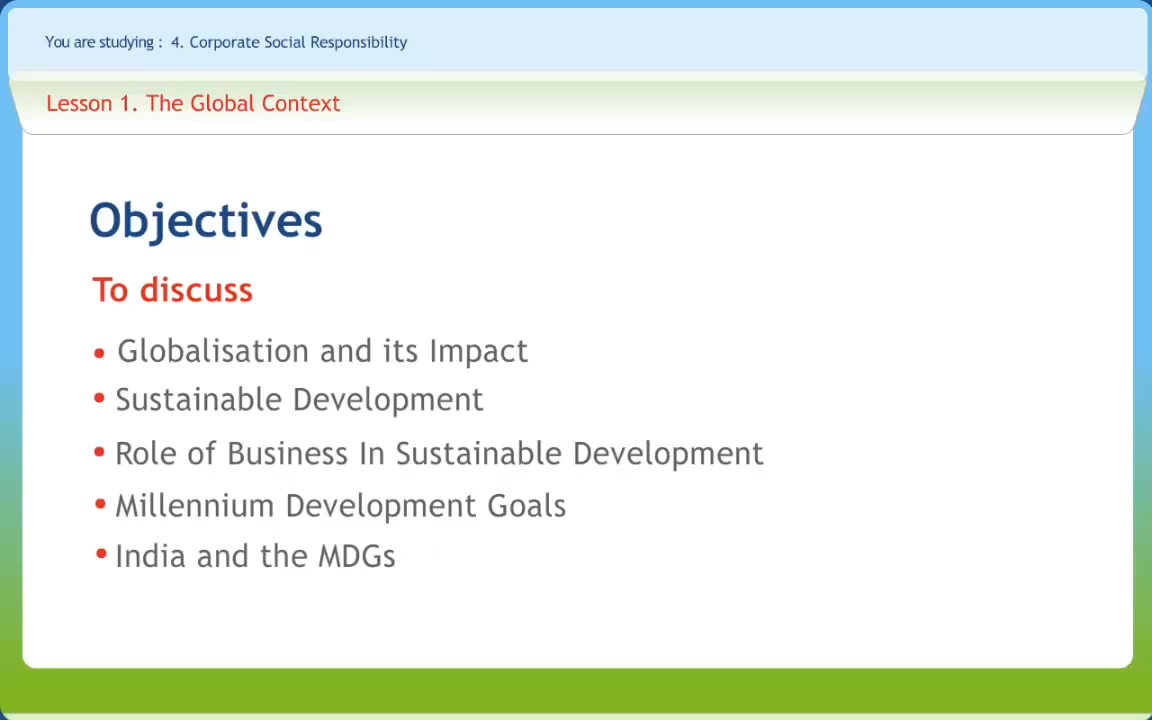 You are studying : 4. Corporate Social Responsibility
Lesson 1. The Global Context
Objectives
To discuss
• Globalisation and its Impact
• Sustainable Development
• Role of Business In Sustainable Development
• Millennium Development Goals
• India and the MDGs